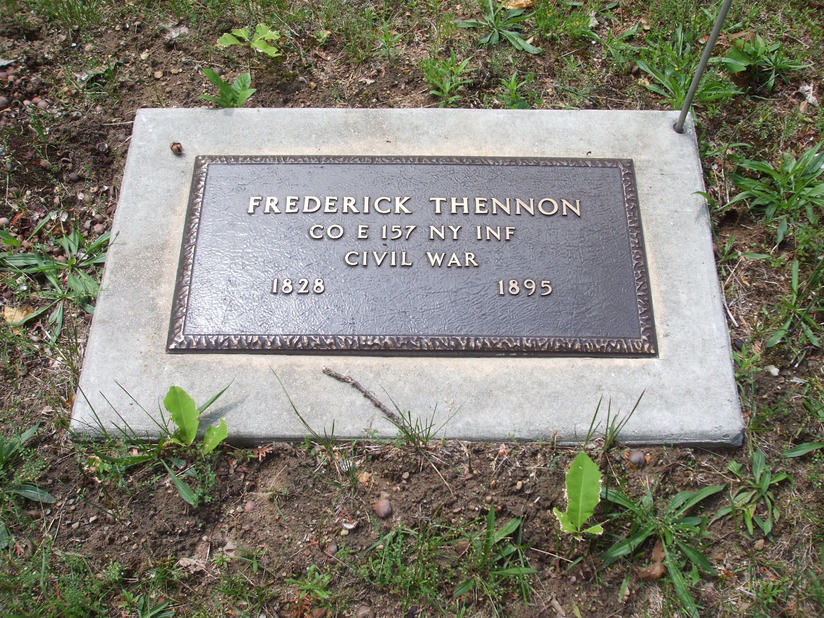 FREDERICK THENNON
CO E 157 NY INF
CIVIL WAR
1828 1895